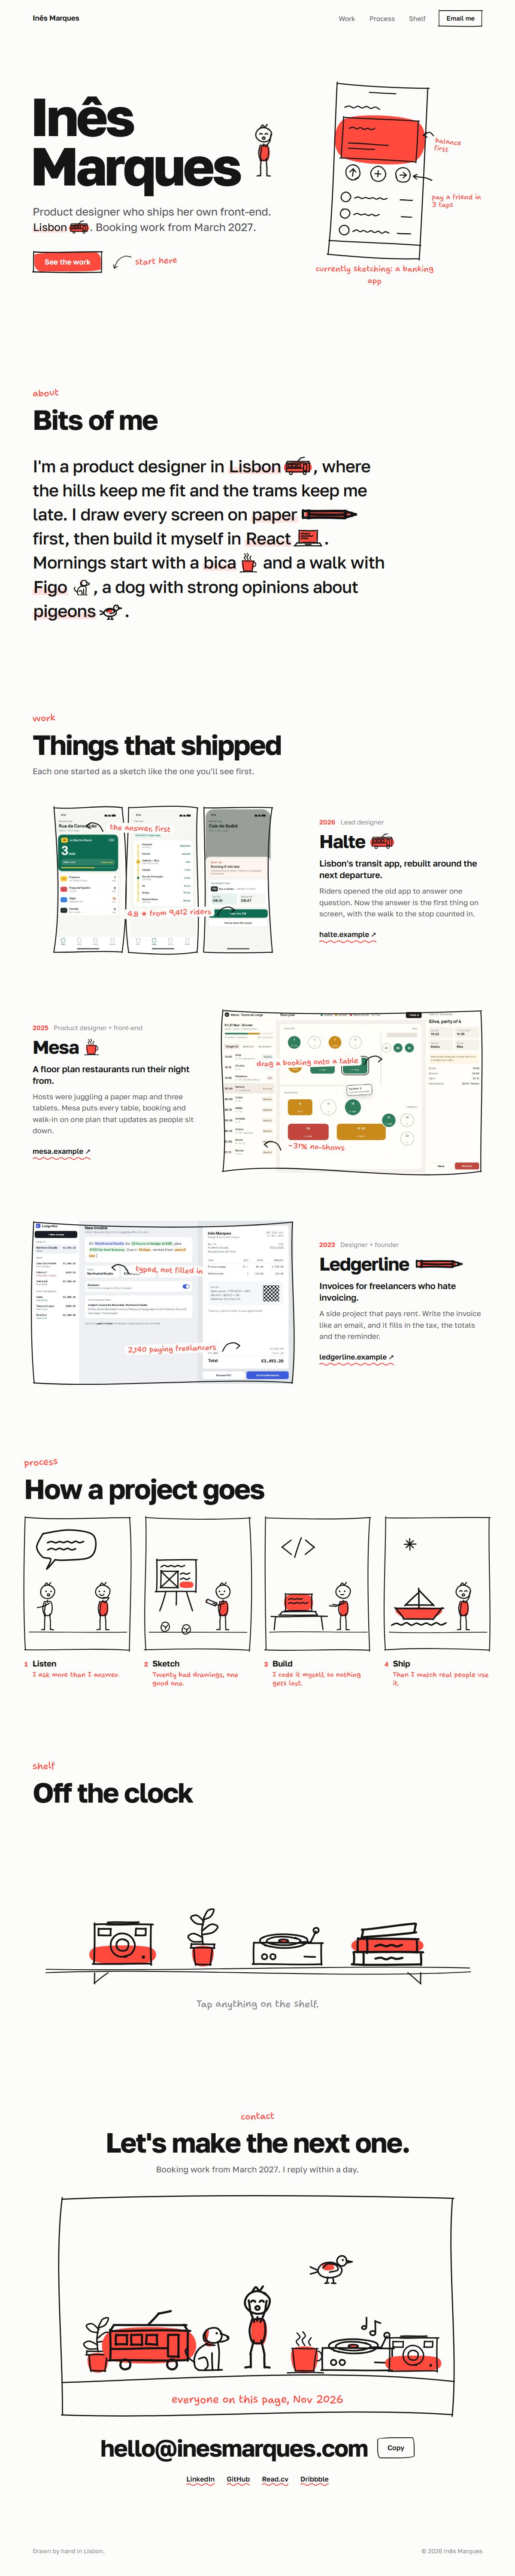 Inês Marques
Work Process Shelf Email me
Inês
Marques
Product designer who ships her own front-end.
Lisbon . Booking work from March 2027.
See the work
start here
balance
first
pay a friend in
3 taps
currently sketching: a banking
app
about
Bits of me
I'm a product designer in Lisbon , where
the hills keep me fit and the trams keep me
late. I draw every screen on paper
first, then build it myself in React .
Mornings start with a bica and a walk with
Figo , a dog with strong opinions about
pigeons .
work
Things that shipped
Each one started as a sketch like the one you'll see first.
the answer, first
3
4.8 ★ from 9,412 riders
2026 Lead designer
Halte
Lisbon's transit app, rebuilt around the
next departure.
Riders opened the old app to answer one
question. Now the answer is the first thing on
screen, with the walk to the stop counted in.
halte.example ↗
2025 Product designer + front-end
Mesa
A floor plan restaurants run their night
from.
Hosts were juggling a paper map and three
tablets. Mesa puts every table, booking and
walk-in on one plan that updates as people sit
down.
mesa.example ↗
Silva, party of 4
drag a booking onto a table
−31% no-shows
Ledgerline
New invoice
Inês Marques
typed, not filled in
2,140 paying freelancers
Total
2023 Designer + founder
Ledgerline
Invoices for freelancers who hate
invoicing.
A side project that pays rent. Write the invoice
like an email, and it fills in the tax, the totals
and the reminder.
ledgerline.example ↗
process
How a project goes
</>
1 Listen
I ask more than I answer.
2 Sketch
Twenty bad drawings, one
good one.
3 Build
I code it myself, so nothing
gets lost.
4 Ship
Then I watch real people use
it.
shelf
Off the clock
Tap anything on the shelf.
contact
Let's make the next one.
Booking work from March 2027. I reply within a day.
everyone on this page, Nov 2026
hello@inesmarques.com Copy
LinkedIn GitHub Read.cv Dribbble
Drawn by hand in Lisbon.
© 2026 Inês Marques